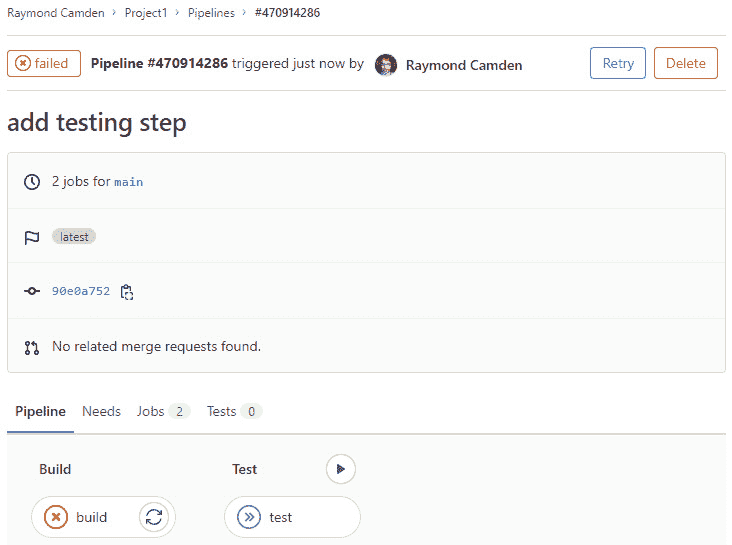 Raymond Camden > Project1 > Pipelines > #470914286
failed Pipeline #470914286 triggered just now by Raymond Camden Retry Delete
add testing step
2 jobs for main
latest
90e0a752
No related merge requests found.
Pipeline Needs Jobs 2 Tests 0
Build Test
build test